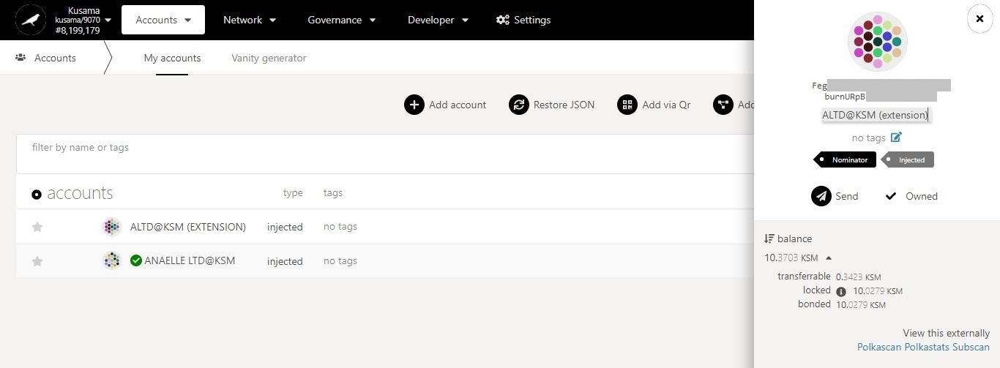 Kusama
kusama/9070
#8,199,179
Accounts
Network
Governance
Developer
Settings
Accounts
My accounts
Vanity generator
Add account
Restore JSON
Add via Qr
Add
filter by name or tags
accounts
type
tags
ALTD@KSM (EXTENSION)
injected
no tags
ANAELLE LTD@KSM
injected
no tags
Feg
burnURpB
ALTD@KSM (extension)
no tags
Nominator
Injected
Send
Owned
balance
10.3703 KSM
transferrable 0.3423 KSM
locked 10.0279 KSM
bonded 10.0279 KSM
View this externally
Polkascan Polkastats Subscan